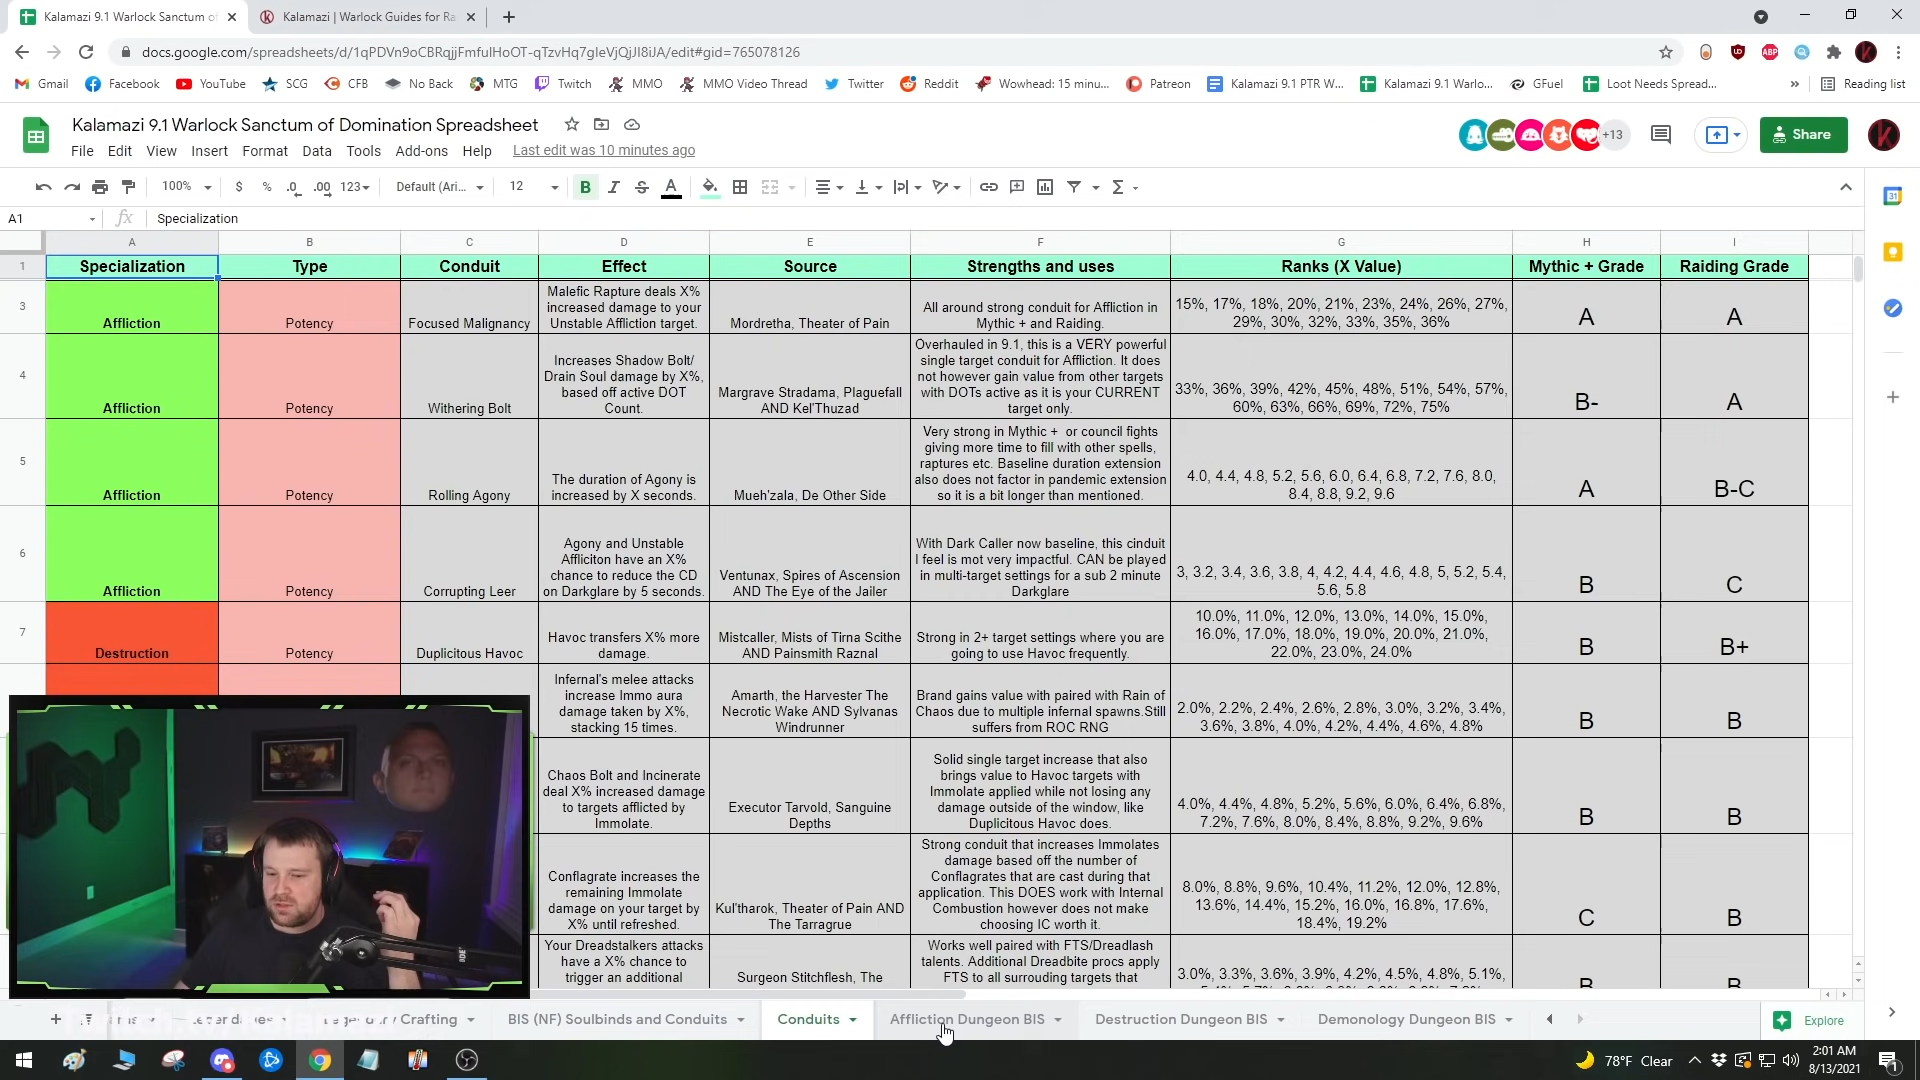 Kalamazi 9.1 Warlock Sanctum of
Kalamazi | Warlock Guides for Ra
docs.google.com/spreadsheets/d/1qPDVn9oCBRqjjFmfulHoOT-qTzvHq7gIeVjQjJI8iJA/edit#gid=765078126
Gmail Facebook YouTube SCG CFB No Back MTG Twitch MMO MMO Video Thread Twitter Reddit Wowhead: 15 minu... Patreon Kalamazi 9.1 PTR W... Kalamazi 9.1 Warlo... GFuel Loot Needs Spread... » Reading list
Kalamazi 9.1 Warlock Sanctum of Domination Spreadsheet
+13
Share
File Edit View Insert Format Data Tools Add-ons Help Last edit was 10 minutes ago
100% $ % .0 .00 123 Default (Ari... 12 B I S A
A1 fx Specialization
A B C D E F G H I
1 Specialization Type Conduit Effect Source Strengths and uses Ranks (X Value) Mythic + Grade Raiding Grade
3 Affliction Potency Focused Malignancy
Malefic Rapture deals X%
increased damage to your
Unstable Affliction target.
Mordretha, Theater of Pain
All around strong conduit for Affliction in
Mythic + and Raiding.
15%, 17%, 18%, 20%, 21%, 23%, 24%, 26%, 27%,
29%, 30%, 32%, 33%, 35%, 36%
A A
4 Affliction Potency Withering Bolt
Increases Shadow Bolt/
Drain Soul damage by X%,
based off active DOT
Count.
Margrave Stradama, Plaguefall
AND Kel'Thuzad
Overhauled in 9.1, this is a VERY powerful
single target conduit for Affliction. It does
not however gain value from other targets
with DOTs active as it is your CURRENT
target only.
33%, 36%, 39%, 42%, 45%, 48%, 51%, 54%, 57%,
60%, 63%, 66%, 69%, 72%, 75%
B- A
5 Affliction Potency Rolling Agony
The duration of Agony is
increased by X seconds.
Mueh'zala, De Other Side
Very strong in Mythic + or council fights
giving more time to fill with other spells,
raptures etc. Baseline duration extension
also does not factor in pandemic extension
so it is a bit longer than mentioned.
4.0, 4.4, 4.8, 5.2, 5.6, 6.0, 6.4, 6.8, 7.2, 7.6, 8.0,
8.4, 8.8, 9.2, 9.6
A B-C
6 Affliction Potency Corrupting Leer
Agony and Unstable
Affliciton have an X%
chance to reduce the CD
on Darkglare by 5 seconds.
Ventunax, Spires of Ascension
AND The Eye of the Jailer
With Dark Caller now baseline, this cinduit
I feel is mot very impactful. CAN be played
in multi-target settings for a sub 2 minute
Darkglare
3, 3.2, 3.4, 3.6, 3.8, 4, 4.2, 4.4, 4.6, 4.8, 5, 5.2, 5.4,
5.6, 5.8
B C
7 Destruction Potency Duplicitous Havoc
Havoc transfers X% more
damage.
Mistcaller, Mists of Tirna Scithe
AND Painsmith Raznal
Strong in 2+ target settings where you are
going to use Havoc frequently.
10.0%, 11.0%, 12.0%, 13.0%, 14.0%, 15.0%,
16.0%, 17.0%, 18.0%, 19.0%, 20.0%, 21.0%,
22.0%, 23.0%, 24.0%
B B+
Infernal's melee attacks
increase Immo aura
damage taken by X%,
stacking 15 times.
Amarth, the Harvester The
Necrotic Wake AND Sylvanas
Windrunner
Brand gains value with paired with Rain of
Chaos due to multiple infernal spawns.Still
suffers from ROC RNG
2.0%, 2.2%, 2.4%, 2.6%, 2.8%, 3.0%, 3.2%, 3.4%,
3.6%, 3.8%, 4.0%, 4.2%, 4.4%, 4.6%, 4.8%
B B
Chaos Bolt and Incinerate
deal X% increased damage
to targets afflicted by
Immolate.
Executor Tarvold, Sanguine
Depths
Solid single target increase that also
brings value to Havoc targets with
Immolate applied while not losing any
damage outside of the window, like
Duplicitous Havoc does.
4.0%, 4.4%, 4.8%, 5.2%, 5.6%, 6.0%, 6.4%, 6.8%,
7.2%, 7.6%, 8.0%, 8.4%, 8.8%, 9.2%, 9.6%
B B
Conflagrate increases the
remaining Immolate
damage on your target by
X% until refreshed.
Kul'tharok, Theater of Pain AND
The Tarragrue
Strong conduit that increases Immolates
damage based off the number of
Conflagrates that are cast during that
application. This DOES work with Internal
Combustion however does not make
choosing IC worth it.
8.0%, 8.8%, 9.6%, 10.4%, 11.2%, 12.0%, 12.8%,
13.6%, 14.4%, 15.2%, 16.0%, 16.8%, 17.6%,
18.4%, 19.2%
C B
Your Dreadstalkers attacks
have a X% chance to
trigger an additional
Surgeon Stitchflesh, The
Works well paired with FTS/Dreadlash
talents. Additional Dreadbite procs apply
FTS to all surrouding targets that
3.0%, 3.3%, 3.6%, 3.9%, 4.2%, 4.5%, 4.8%, 5.1%,
B B
Crafting BIS (NF) Soulbinds and Conduits Conduits Affliction Dungeon BIS Destruction Dungeon BIS Demonology Dungeon BIS Explore
78°F Clear
2:01 AM
8/13/2021